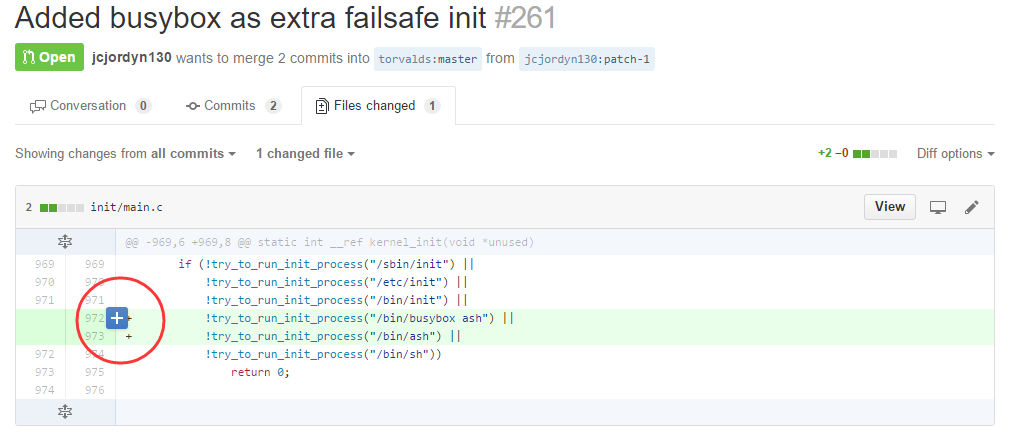 Added busybox as extra failsafe init #261
Open jcjordyn130 wants to merge 2 commits into torvalds:master from jcjordyn130:patch-1
Conversation 0 Commits 2 Files changed 1
Showing changes from all commits 1 changed file +2 −0 Diff options
2 init/main.c View
@@ -969,6 +969,8 @@ static int __ref kernel_init(void *unused)
969 969 if (!try_to_run_init_process("/sbin/init") ||
970 970 !try_to_run_init_process("/etc/init") ||
971 971 !try_to_run_init_process("/bin/init") ||
972 + !try_to_run_init_process("/bin/busybox ash") ||
973 + !try_to_run_init_process("/bin/ash") ||
972 974 !try_to_run_init_process("/bin/sh"))
973 975 return 0;
974 976